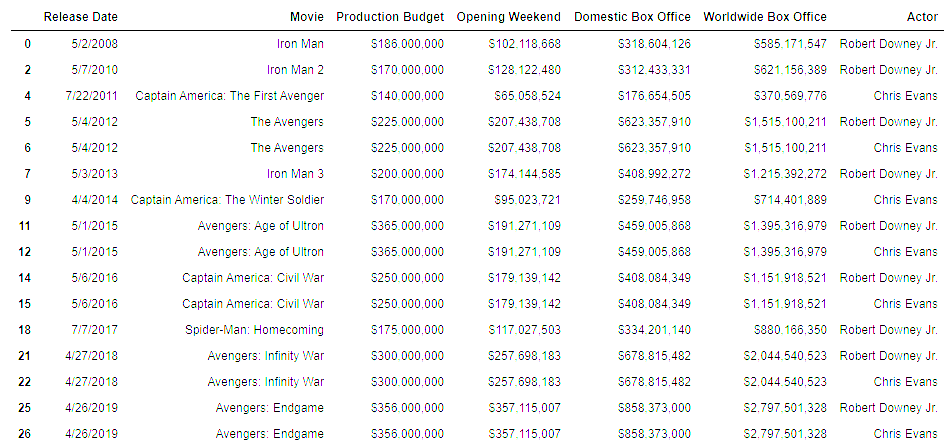 Release Date Movie Production Budget Opening Weekend Domestic Box Office Worldwide Box Office Actor
0 5/2/2008 Iron Man $186,000,000 $102,118,668 $318,604,126 $585,171,547 Robert Downey Jr.
2 5/7/2010 Iron Man 2 $170,000,000 $128,122,480 $312,433,331 $621,156,389 Robert Downey Jr.
4 7/22/2011 Captain America: The First Avenger $140,000,000 $65,058,524 $176,654,505 $370,569,776 Chris Evans
5 5/4/2012 The Avengers $225,000,000 $207,438,708 $623,357,910 $1,515,100,211 Robert Downey Jr.
6 5/4/2012 The Avengers $225,000,000 $207,438,708 $623,357,910 $1,515,100,211 Chris Evans
7 5/3/2013 Iron Man 3 $200,000,000 $174,144,585 $408,992,272 $1,215,392,272 Robert Downey Jr.
9 4/4/2014 Captain America: The Winter Soldier $170,000,000 $95,023,721 $259,746,958 $714,401,889 Chris Evans
11 5/1/2015 Avengers: Age of Ultron $365,000,000 $191,271,109 $459,005,868 $1,395,316,979 Robert Downey Jr.
12 5/1/2015 Avengers: Age of Ultron $365,000,000 $191,271,109 $459,005,868 $1,395,316,979 Chris Evans
14 5/6/2016 Captain America: Civil War $250,000,000 $179,139,142 $408,084,349 $1,151,918,521 Robert Downey Jr.
15 5/6/2016 Captain America: Civil War $250,000,000 $179,139,142 $408,084,349 $1,151,918,521 Chris Evans
18 7/7/2017 Spider-Man: Homecoming $175,000,000 $117,027,503 $334,201,140 $880,166,350 Robert Downey Jr.
21 4/27/2018 Avengers: Infinity War $300,000,000 $257,698,183 $678,815,482 $2,044,540,523 Robert Downey Jr.
22 4/27/2018 Avengers: Infinity War $300,000,000 $257,698,183 $678,815,482 $2,044,540,523 Chris Evans
25 4/26/2019 Avengers: Endgame $356,000,000 $357,115,007 $858,373,000 $2,797,501,328 Robert Downey Jr.
26 4/26/2019 Avengers: Endgame $356,000,000 $357,115,007 $858,373,000 $2,797,501,328 Chris Evans